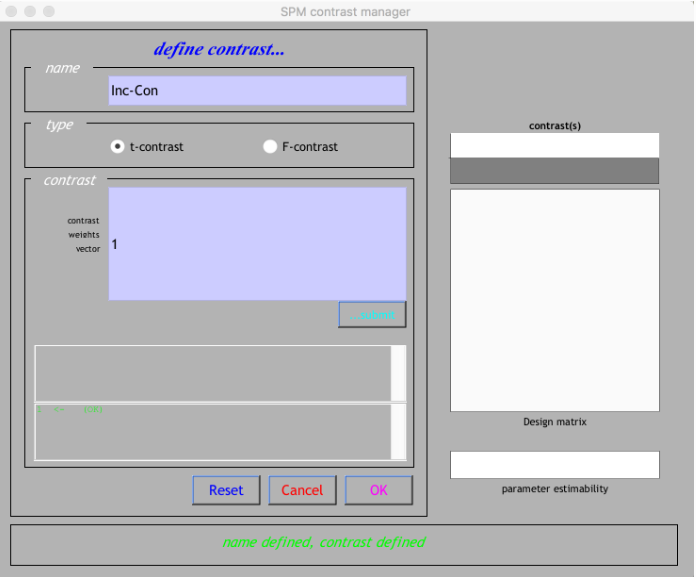 SPM contrast manager
define contrast...
name
Inc-Con
type
t-contrast
F-contrast
contrast
contrast
weights
vector
1
...submit
1 <-
Reset
Cancel
OK
name defined, contrast defined
contrast(s)
Design matrix
parameter estimability